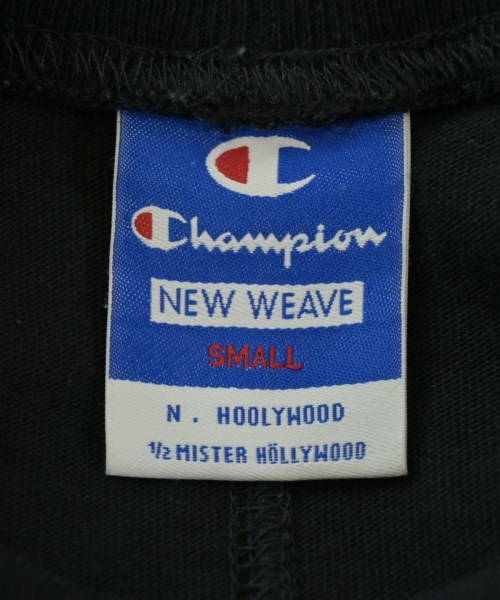 Champion
NEW WEAVE
SMALL
N. HOOLYWOOD
½ MISTER HÖLLYWOOD